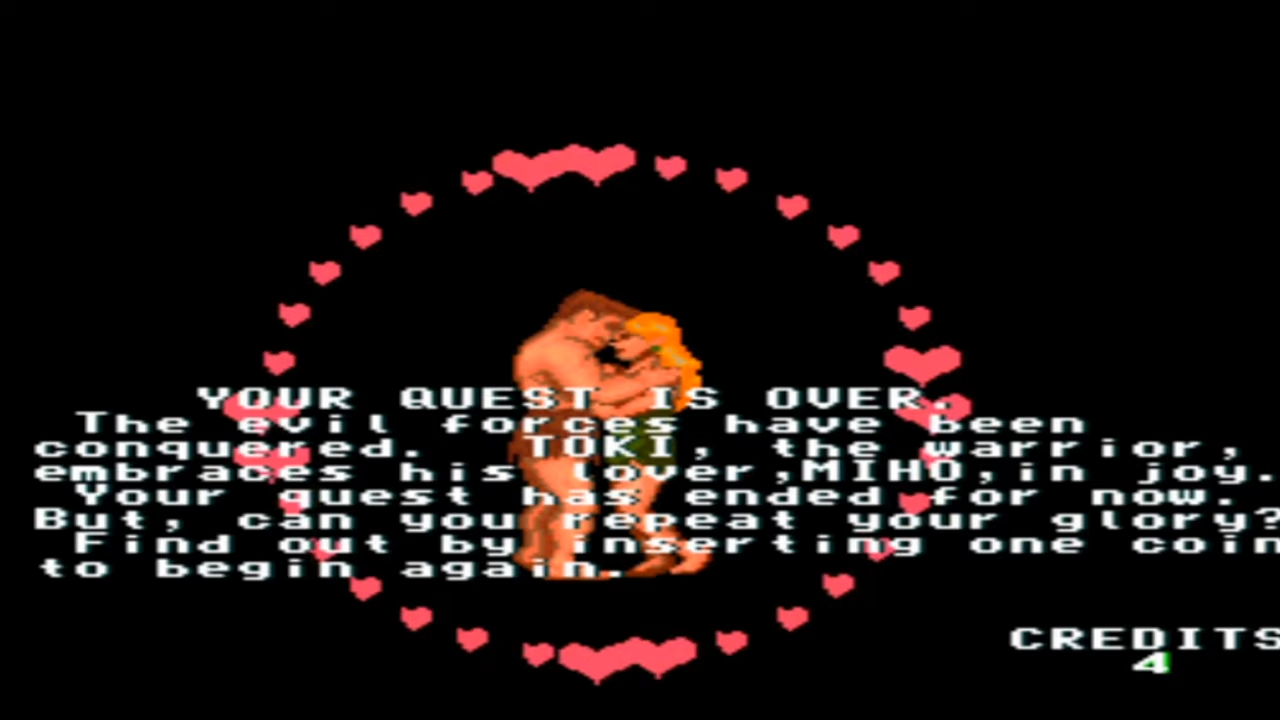 YOUR QUEST IS OVER.
The evil forces have been
conquered. TOKI, the warrior,
embraces his lover,MIHO,in joy.
Your quest has ended for now.
But, can you repeat your glory?
Find out by inserting one coin
to begin again.
CREDITS
4